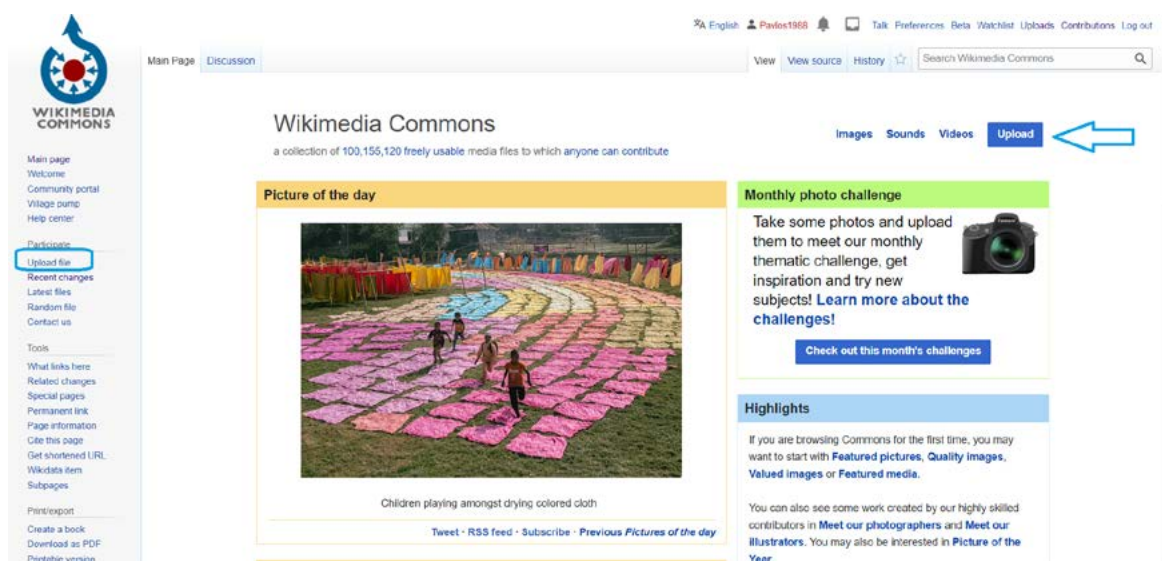 English Pavlos1988 Talk Preferences Beta Watchlist Uploads Contributions Log out
Main Page Discussion View View source History Search Wikimedia Commons
WIKIMEDIA
COMMONS
Main page
Welcome
Community portal
Village pump
Help center
Participate
Upload file
Recent changes
Latest files
Random file
Contact us
Tools
What links here
Related changes
Special pages
Permanent link
Page information
Cite this page
Get shortened URL
Wikidata item
Subpages
Print/export
Create a book
Download as PDF
Printable version
Wikimedia Commons
a collection of 100,155,120 freely usable media files to which anyone can contribute
Images Sounds Videos Upload
Picture of the day
Children playing amongst drying colored cloth
Tweet · RSS feed · Subscribe · Previous Pictures of the day
Monthly photo challenge
Take some photos and upload
them to meet our monthly
thematic challenge, get
inspiration and try new
subjects! Learn more about the
challenges!
Check out this month's challenges
Highlights
If you are browsing Commons for the first time, you may
want to start with Featured pictures, Quality images,
Valued images or Featured media.
You can also see some work created by our highly skilled
contributors in Meet our photographers and Meet our
illustrators. You may also be interested in Picture of the
Year.